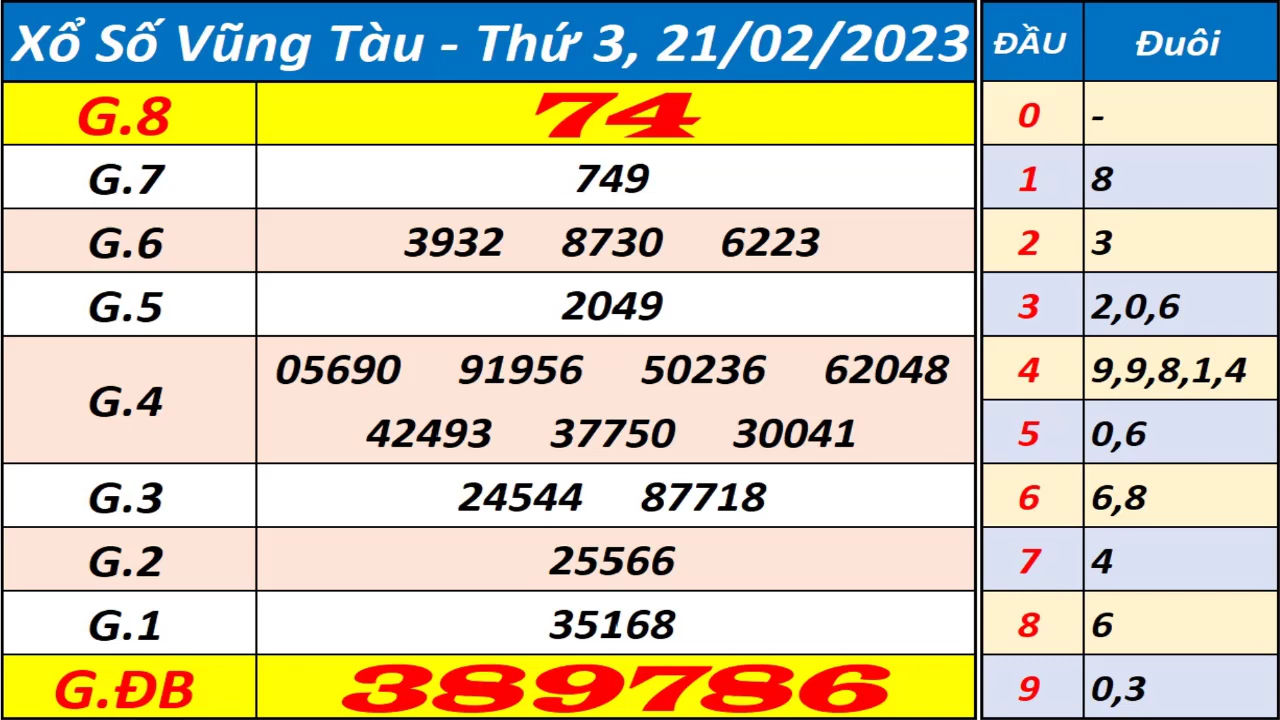 Xổ Số Vũng Tàu - Thứ 3, 21/02/2023
G.8 74
G.7 749
G.6 3932 8730 6223
G.5 2049
G.4 05690 91956 50236 62048
42493 37750 30041
G.3 24544 87718
G.2 25566
G.1 35168
G.ĐB 389786
ĐẦU Đuôi
0 -
1 8
2 3
3 2,0,6
4 9,9,8,1,4
5 0,6
6 6,8
7 4
8 6
9 0,3